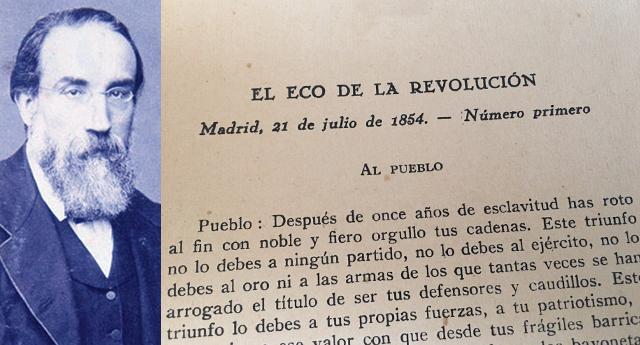 EL ECO DE LA REVOLUCIÓN
Madrid, 21 de julio de 1854. — Número primero
AL PUEBLO
Pueblo: Después de once años de esclavitud has roto
al fin con noble y fiero orgullo tus cadenas. Este triunfo
no lo debes a ningún partido, no lo debes al ejército, no lo
debes al oro ni a las armas de los que tantas veces se han
arrogado el título de ser tus defensores y caudillos. Este
triunfo lo debes a tus propias fuerzas, a tu patriotismo,
valor con que desde tus frágiles